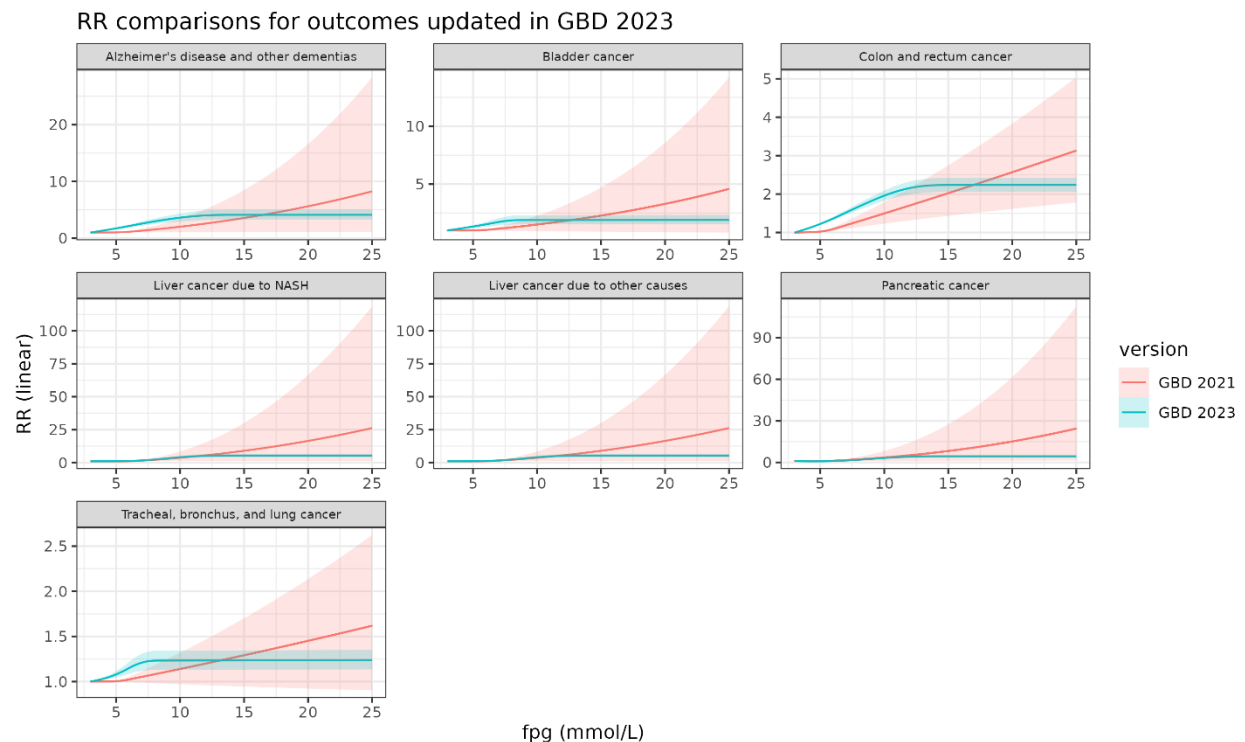 RR comparisons for outcomes updated in GBD 2023
Alzheimer's disease and other dementias
Bladder cancer
Colon and rectum cancer
20
10
0
5 10 15 20 25
10
5
5 10 15 20 25
5
4
3
2
1
5 10 15 20 25
Liver cancer due to NASH
Liver cancer due to other causes
Pancreatic cancer
100
75
50
25
0
5 10 15 20 25
100
75
50
25
0
5 10 15 20 25
90
60
30
0
5 10 15 20 25
Tracheal, bronchus, and lung cancer
2.5
2.0
1.5
1.0
5 10 15 20 25
RR (linear)
fpg (mmol/L)
version
GBD 2021
GBD 2023